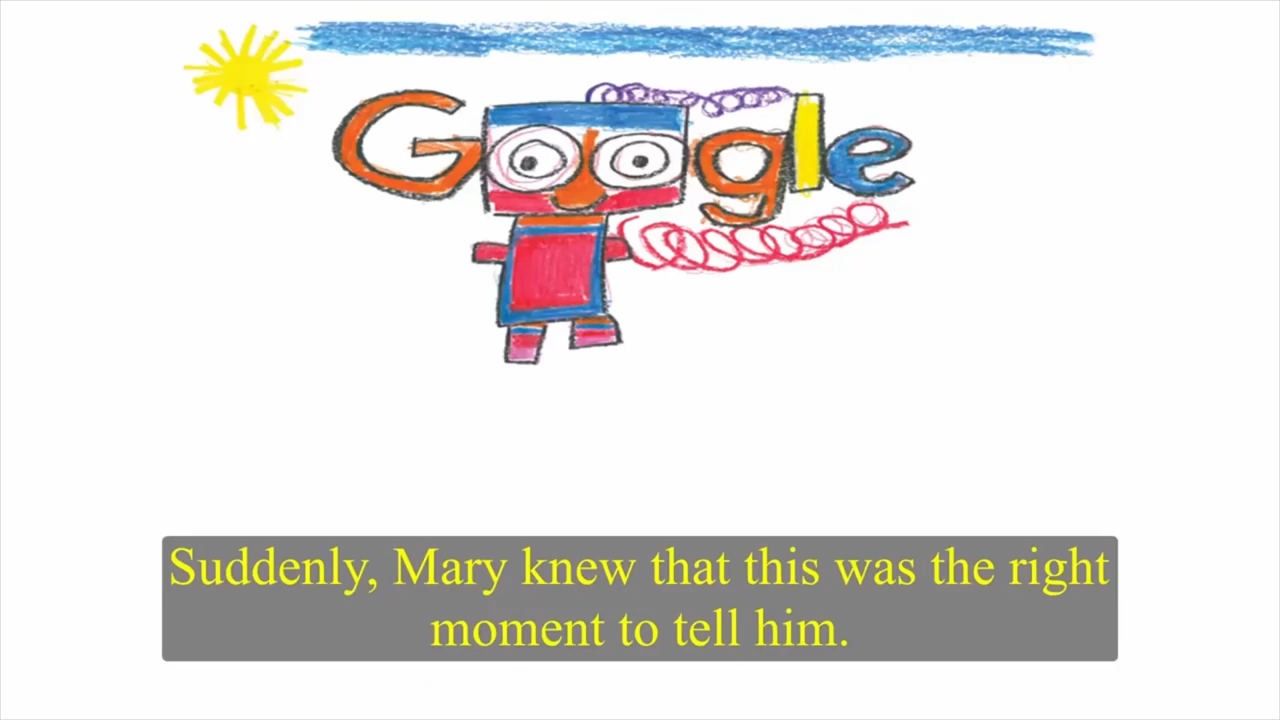 Google
Suddenly, Mary knew that this was the right
moment to tell him.